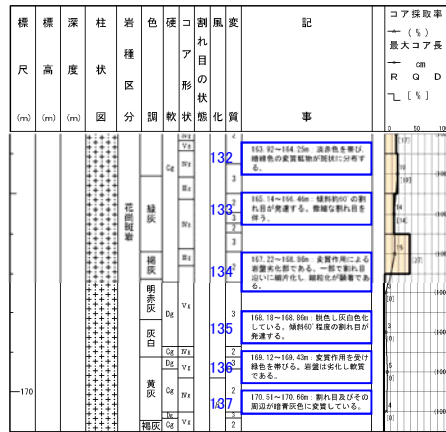 標尺 (m)
標高 (m)
深度 (m)
柱状図
岩種区分
色調
硬軟
コア形状
割れ目の状態
風化
変質
記事
コア採取率
(%)
最大コア長
cm
R Q D
[%]
花崗斑岩
緑灰
褐灰
明赤灰
灰白
黄灰
褐灰
Cg
Dg
Cg
Dg
Cg
Dg
Cg
132
163.92～164.25m: 淡赤色を帯び、
暗緑色の変質鉱物が斑状に分布す
る。
133
165.14～166.46m: 傾斜約60°の割
れ目が発達する。微細な割れ目を
伴う。
134
167.22～168.86m: 変質作用による
岩盤劣化部である。一部で割れ目
沿いに細片化し、細粒化が顕著であ
る。
135
168.18～168.86m: 脱色し灰白色化
している。傾斜60°程度の割れ目が
発達する。
136
169.12～169.43m: 変質作用を受け
緑色を帯びる。岩盤は劣化し軟質
である。
137
170.51～170.66m: 割れ目及びその
周辺が暗青灰色に変質している。
170